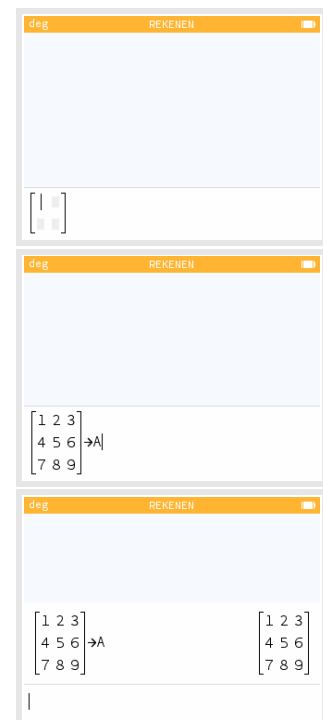 deg REKENEN
deg REKENEN
1 2 3
4 5 6 →A
7 8 9
deg REKENEN
1 2 3 1 2 3
4 5 6 →A 4 5 6
7 8 9 7 8 9